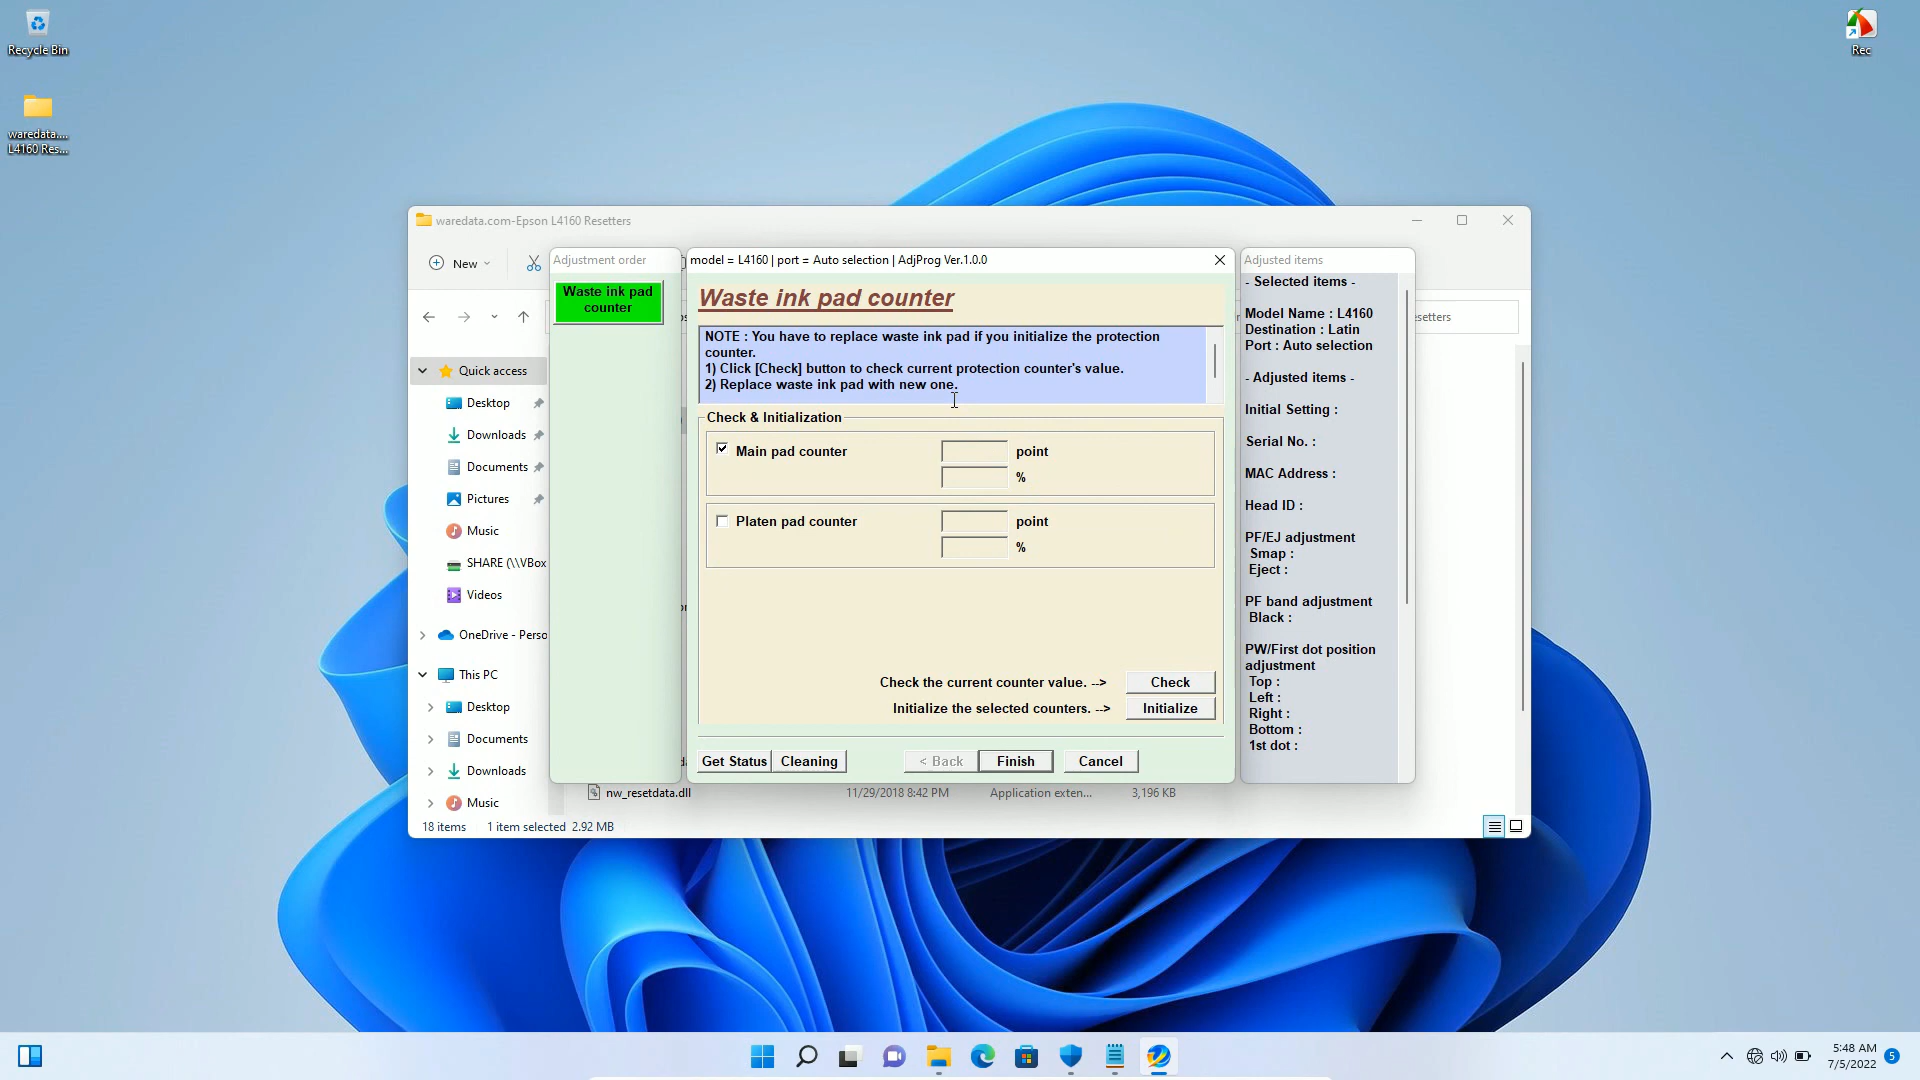 Recycle Bin
waredata....
L4160 Res...
Rec
waredata.com-Epson L4160 Resetters
New
setters
Quick access
Desktop
Downloads
Documents
Pictures
Music
SHARE (\\VBox
Videos
OneDrive - Perso
This PC
Desktop
Documents
Downloads
Music
18 items
1 item selected 2.92 MB
nw_resetdata.dll
11/29/2018 8:42 PM
Application exten...
3,196 KB
Adjustment order
Waste ink pad
counter
model = L4160 | port = Auto selection | AdjProg Ver.1.0.0
Waste ink pad counter
NOTE : You have to replace waste ink pad if you initialize the protection
counter.
1) Click [Check] button to check current protection counter's value.
2) Replace waste ink pad with new one.
Check & Initialization
Main pad counter
point
%
Platen pad counter
point
%
Check the current counter value. -->
Check
Initialize the selected counters. -->
Initialize
Get Status
Cleaning
< Back
Finish
Cancel
Adjusted items
- Selected items -
Model Name : L4160
Destination : Latin
Port : Auto selection
- Adjusted items -
Initial Setting :
Serial No. :
MAC Address :
Head ID :
PF/EJ adjustment
Smap :
Eject :
PF band adjustment
Black :
PW/First dot position
adjustment
Top :
Left :
Right :
Bottom :
1st dot :
5:48 AM
7/5/2022
5